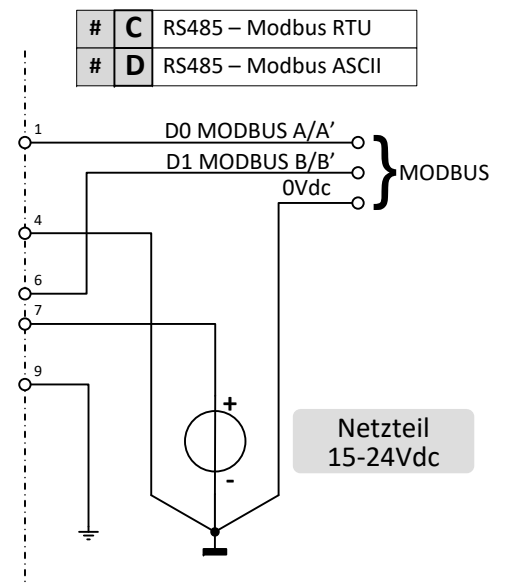 # C RS485 – Modbus RTU
# D RS485 – Modbus ASCII
1 D0 MODBUS A/A’
D1 MODBUS B/B’
MODBUS
0Vdc
4
6
7
9
+
Netzteil
15-24Vdc
-